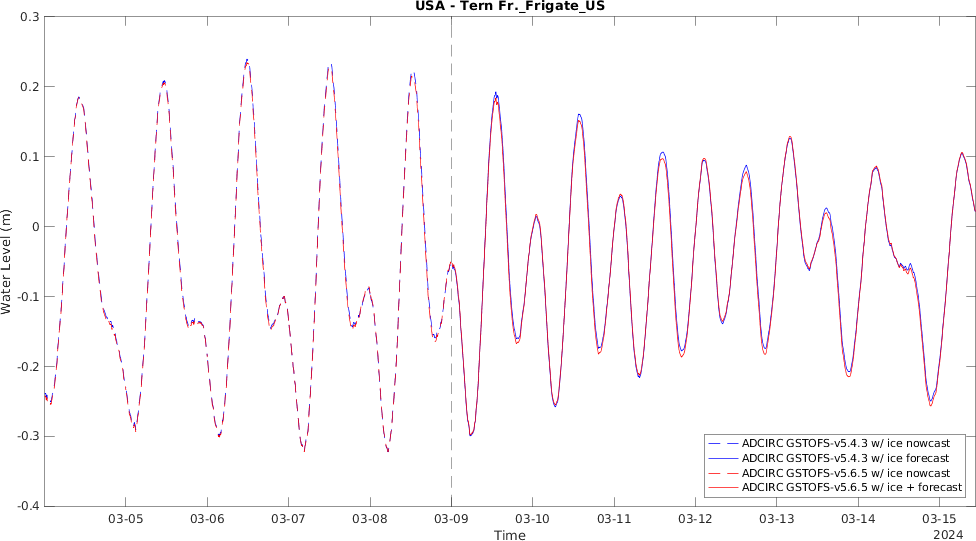 USA - Tern Fr._Frigate_US
0.3
0.2
0.1
0
-0.1
-0.2
-0.3
-0.4
Water Level (m)
03-05 03-06 03-07 03-08 03-09 03-10 03-11 03-12 03-13 03-14 03-15
Time
2024
ADCIRC GSTOFS-v5.4.3 w/ ice nowcast
ADCIRC GSTOFS-v5.4.3 w/ ice forecast
ADCIRC GSTOFS-v5.6.5 w/ ice nowcast
ADCIRC GSTOFS-v5.6.5 w/ ice + forecast